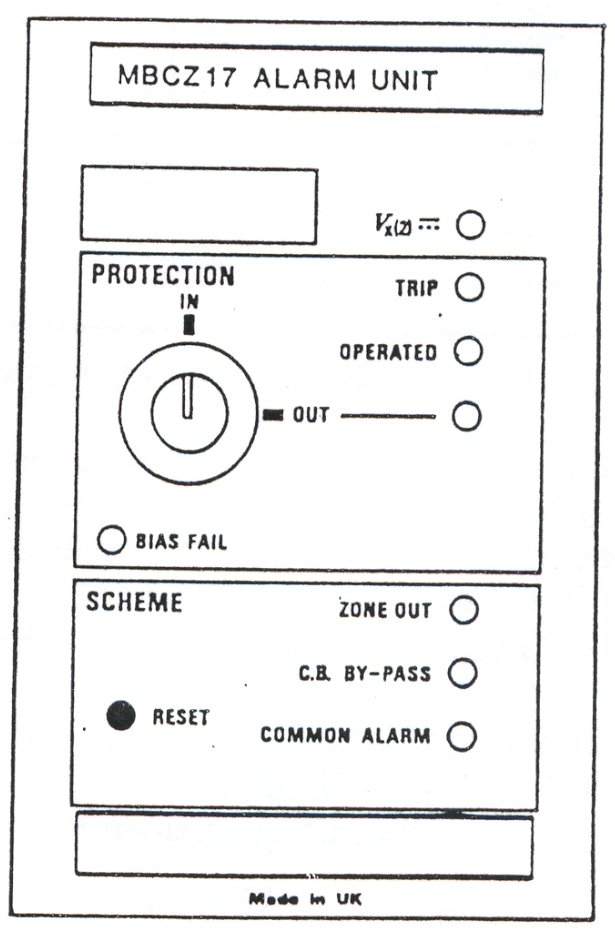 MBCZ17 ALARM UNIT
Vx(2)⎓
PROTECTION
IN
TRIP
OPERATED
OUT
BIAS FAIL
SCHEME
ZONE OUT
C.B. BY-PASS
RESET
COMMON ALARM
Made in UK